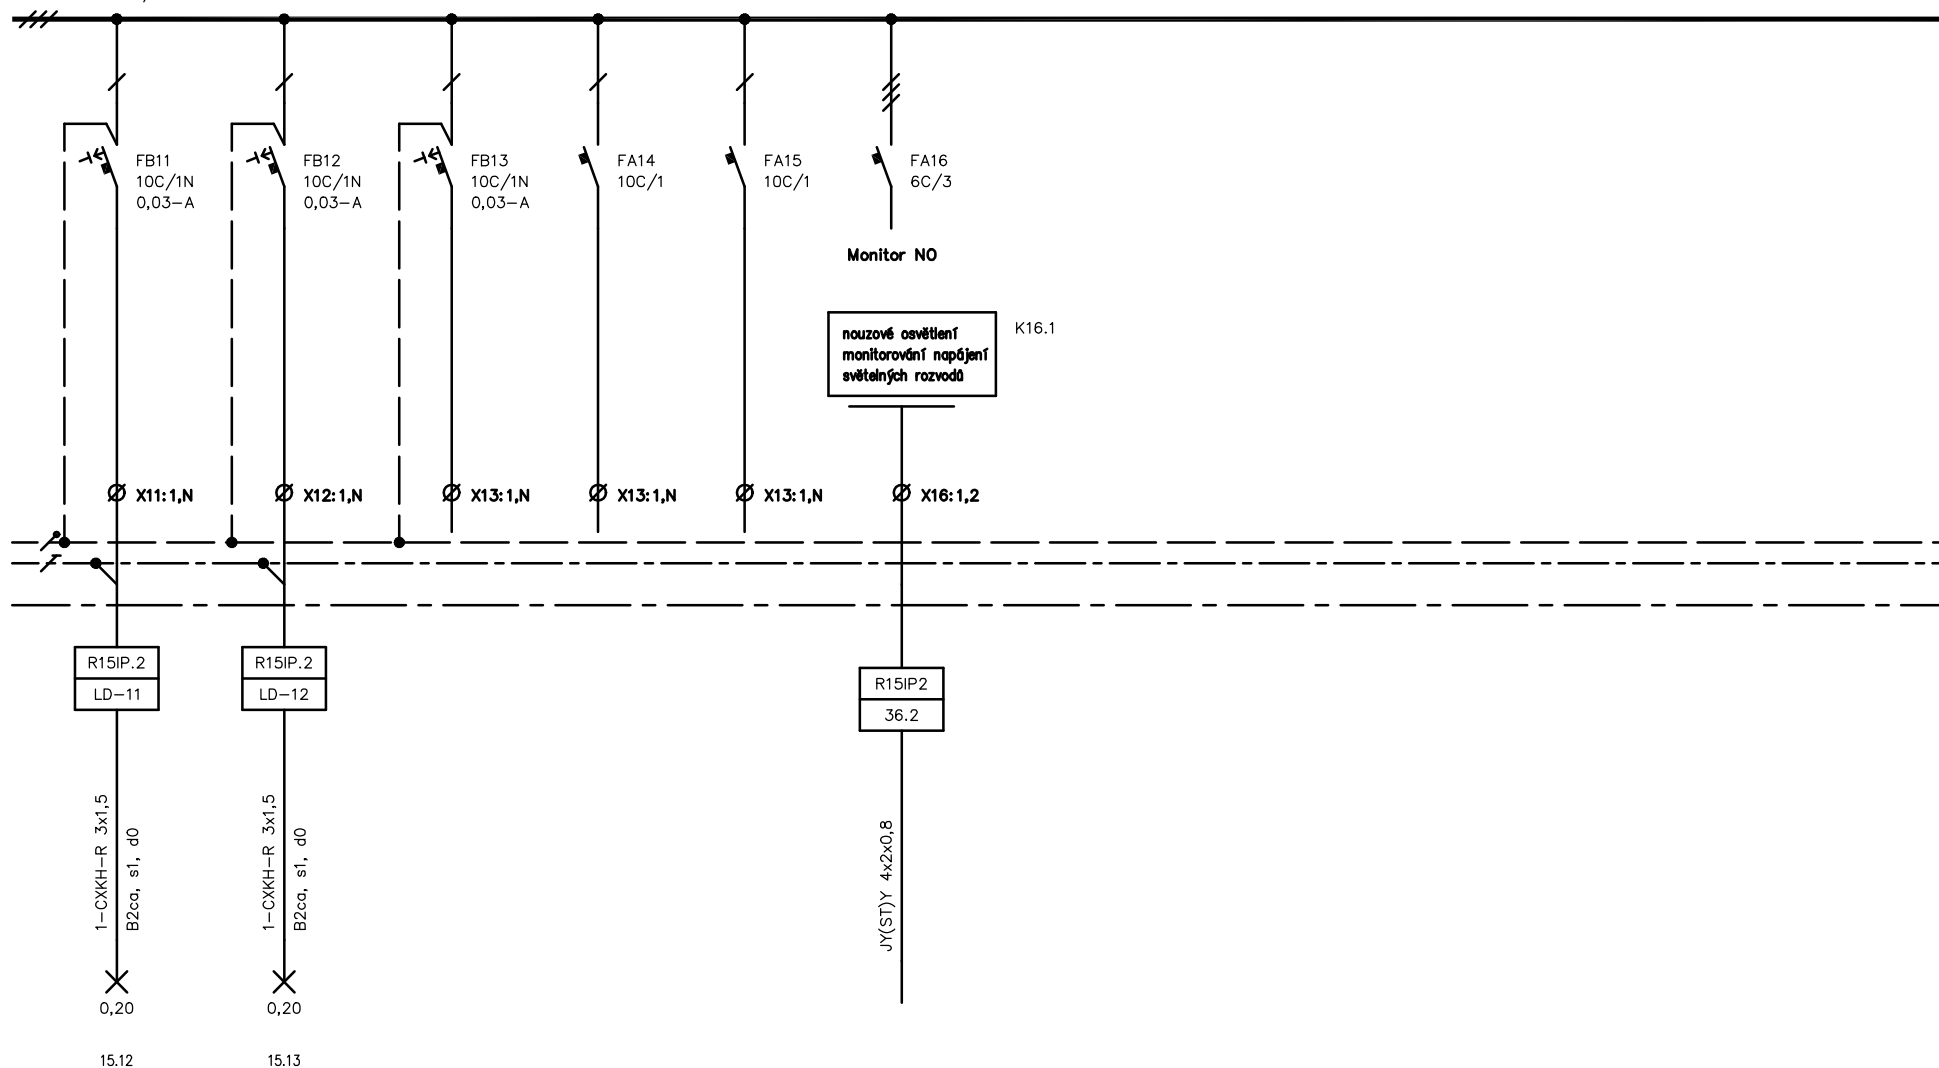 FB11
10C/1N
0,03-A
FB12
10C/1N
0,03-A
FB13
10C/1N
0,03-A
FA14
10C/1
FA15
10C/1
FA16
6C/3
Monitor NO
nouzové osvětlení
monitorování napájení
světelných rozvodů
K16.1
X11:1,N
X12:1,N
X13:1,N
X13:1,N
X13:1,N
X16:1,2
R15IP.2
LD-11
R15IP.2
LD-12
R15IP2
36.2
1-CXKH-R 3x1,5
B2ca, s1, d0
1-CXKH-R 3x1,5
B2ca, s1, d0
JY(ST)Y 4x2x0,8
0,20
0,20
15.12
15.13